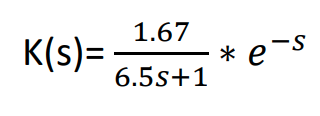 K(s)= 1.67 / 6.5s+1 * e^−s